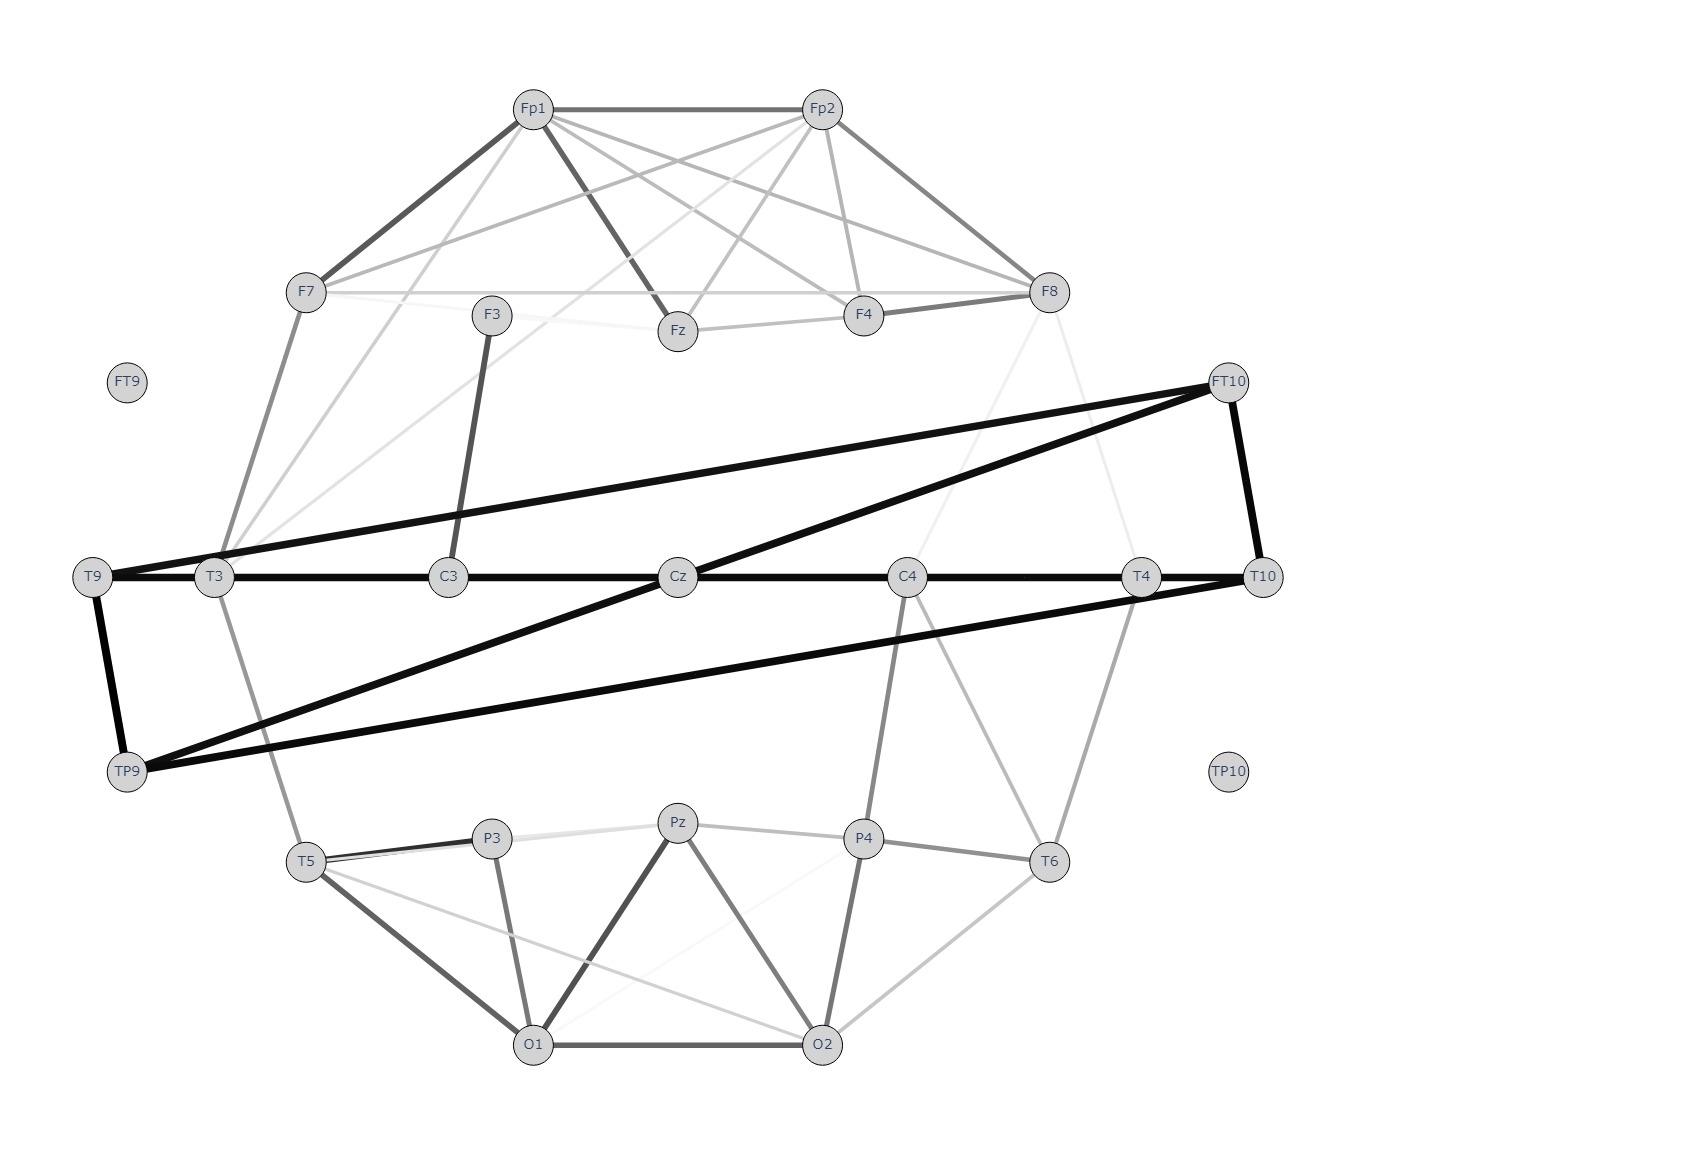 Fp1 Fp2
F7 F3 Fz F4 F8
FT9 FT10
T9 T3 C3 Cz C4 T4 T10
TP9 TP10
T5 P3 Pz P4 T6
O1 O2